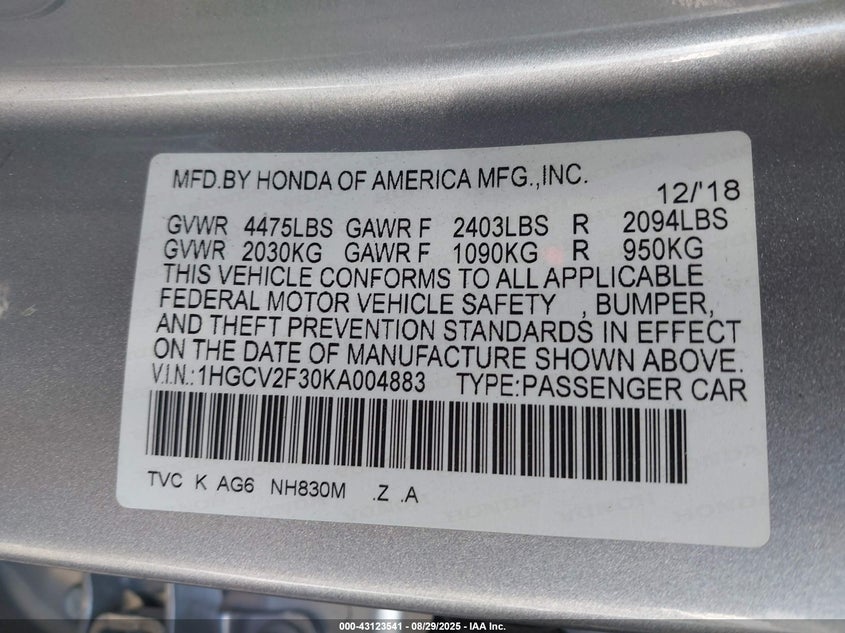 MFD.BY HONDA OF AMERICA MFG.,INC.
12/'18
GVWR 4475LBS GAWR F 2403LBS R 2094LBS
GVWR 2030KG GAWR F 1090KG R 950KG
THIS VEHICLE CONFORMS TO ALL APPLICABLE
FEDERAL MOTOR VEHICLE SAFETY , BUMPER,
AND THEFT PREVENTION STANDARDS IN EFFECT
ON THE DATE OF MANUFACTURE SHOWN ABOVE.
V.I.N.:1HGCV2F30KA004883 TYPE:PASSENGER CAR
TVC K AG6 NH830M .Z .A
000-43123541 - 08/29/2025 - IAA Inc.